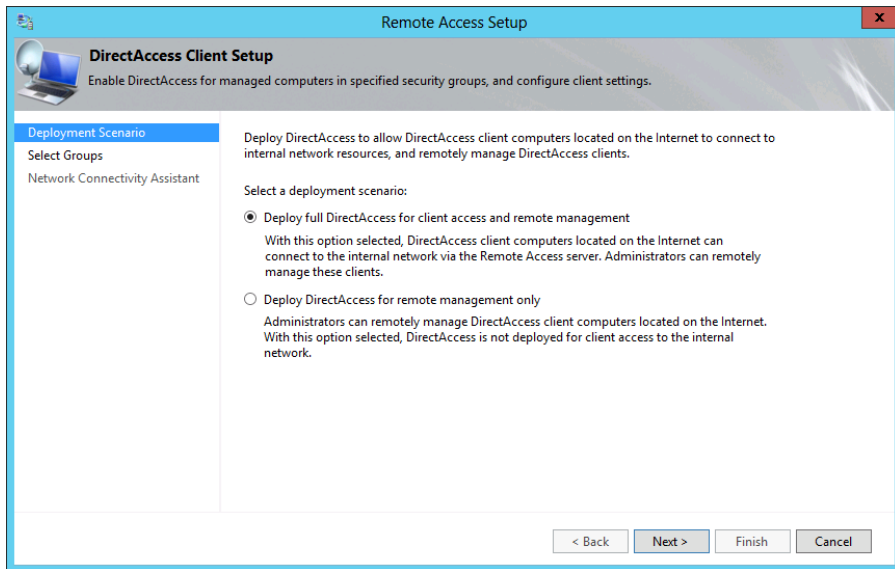 Remote Access Setup
x
DirectAccess Client Setup
Enable DirectAccess for managed computers in specified security groups, and configure client settings.
Deployment Scenario
Select Groups
Network Connectivity Assistant
Deploy DirectAccess to allow DirectAccess client computers located on the Internet to connect to
internal network resources, and remotely manage DirectAccess clients.
Select a deployment scenario:
Deploy full DirectAccess for client access and remote management
With this option selected, DirectAccess client computers located on the Internet can
connect to the internal network via the Remote Access server. Administrators can remotely
manage these clients.
Deploy DirectAccess for remote management only
Administrators can remotely manage DirectAccess client computers located on the Internet.
With this option selected, DirectAccess is not deployed for client access to the internal
network.
< Back
Next >
Finish
Cancel